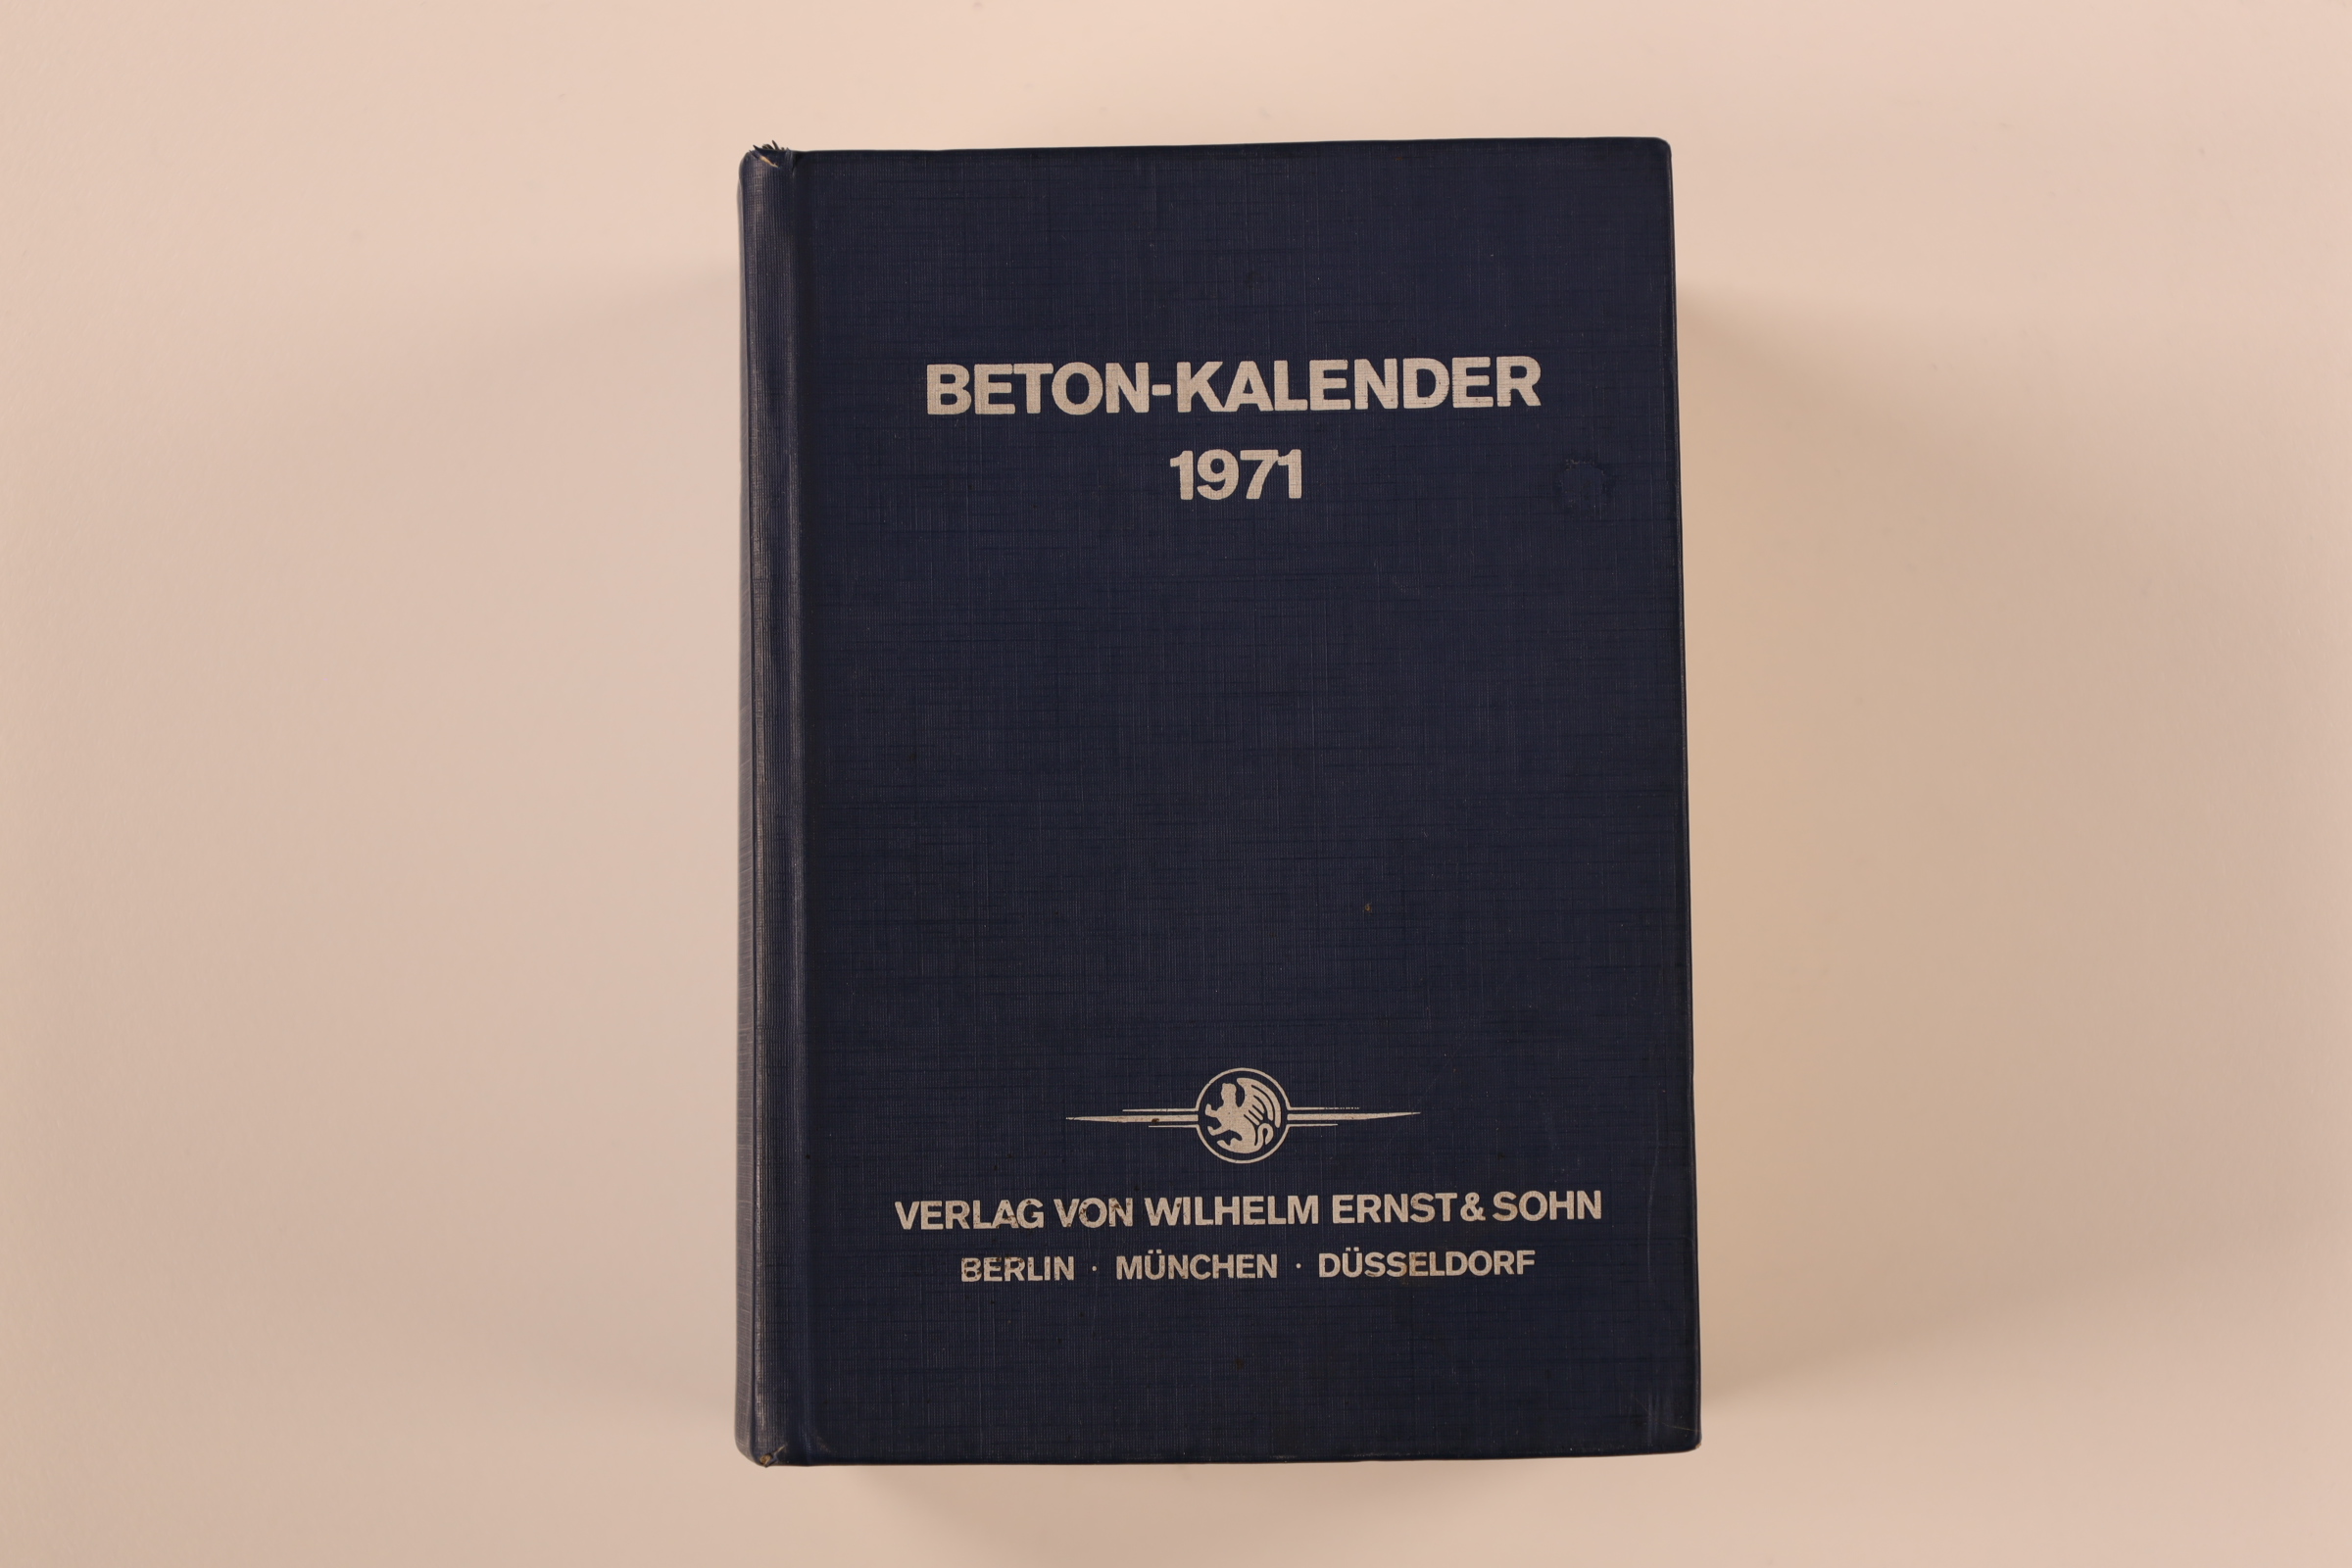 BETON-KALENDER
1971
VERLAG VON WILHELM ERNST & SOHN
BERLIN · MÜNCHEN · DÜSSELDORF